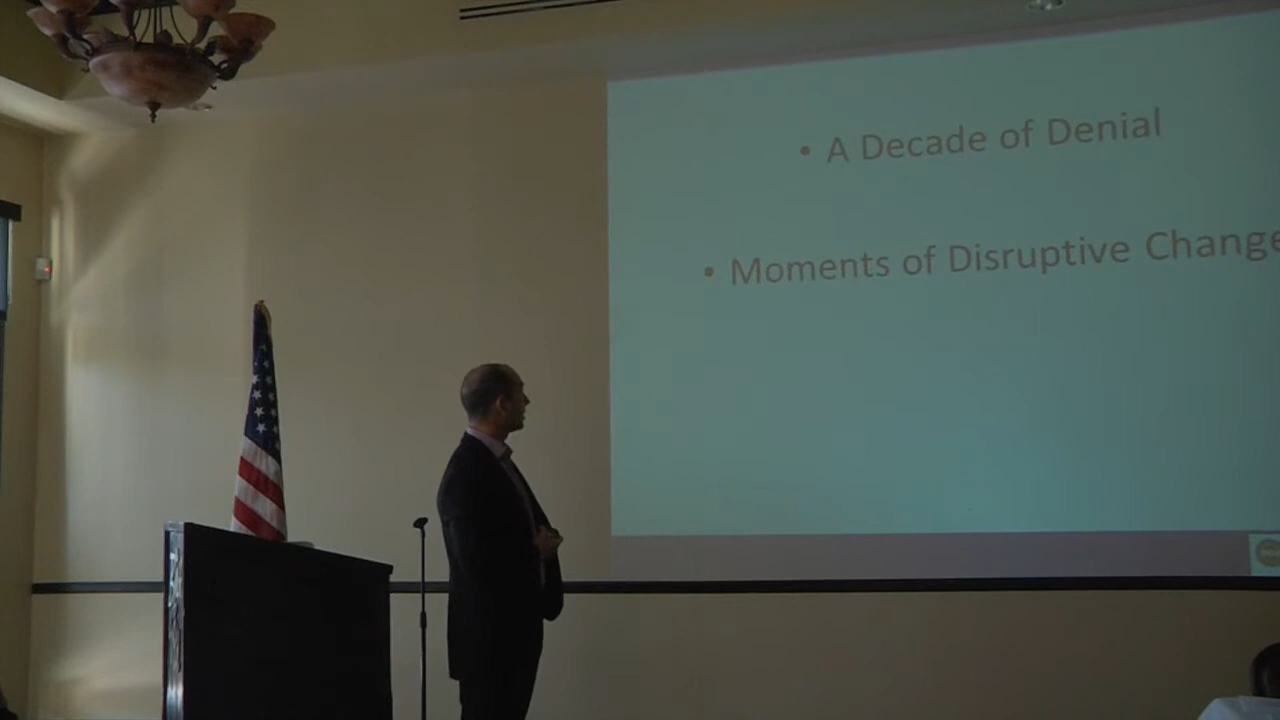 • A Decade of Denial
• Moments of Disruptive Change